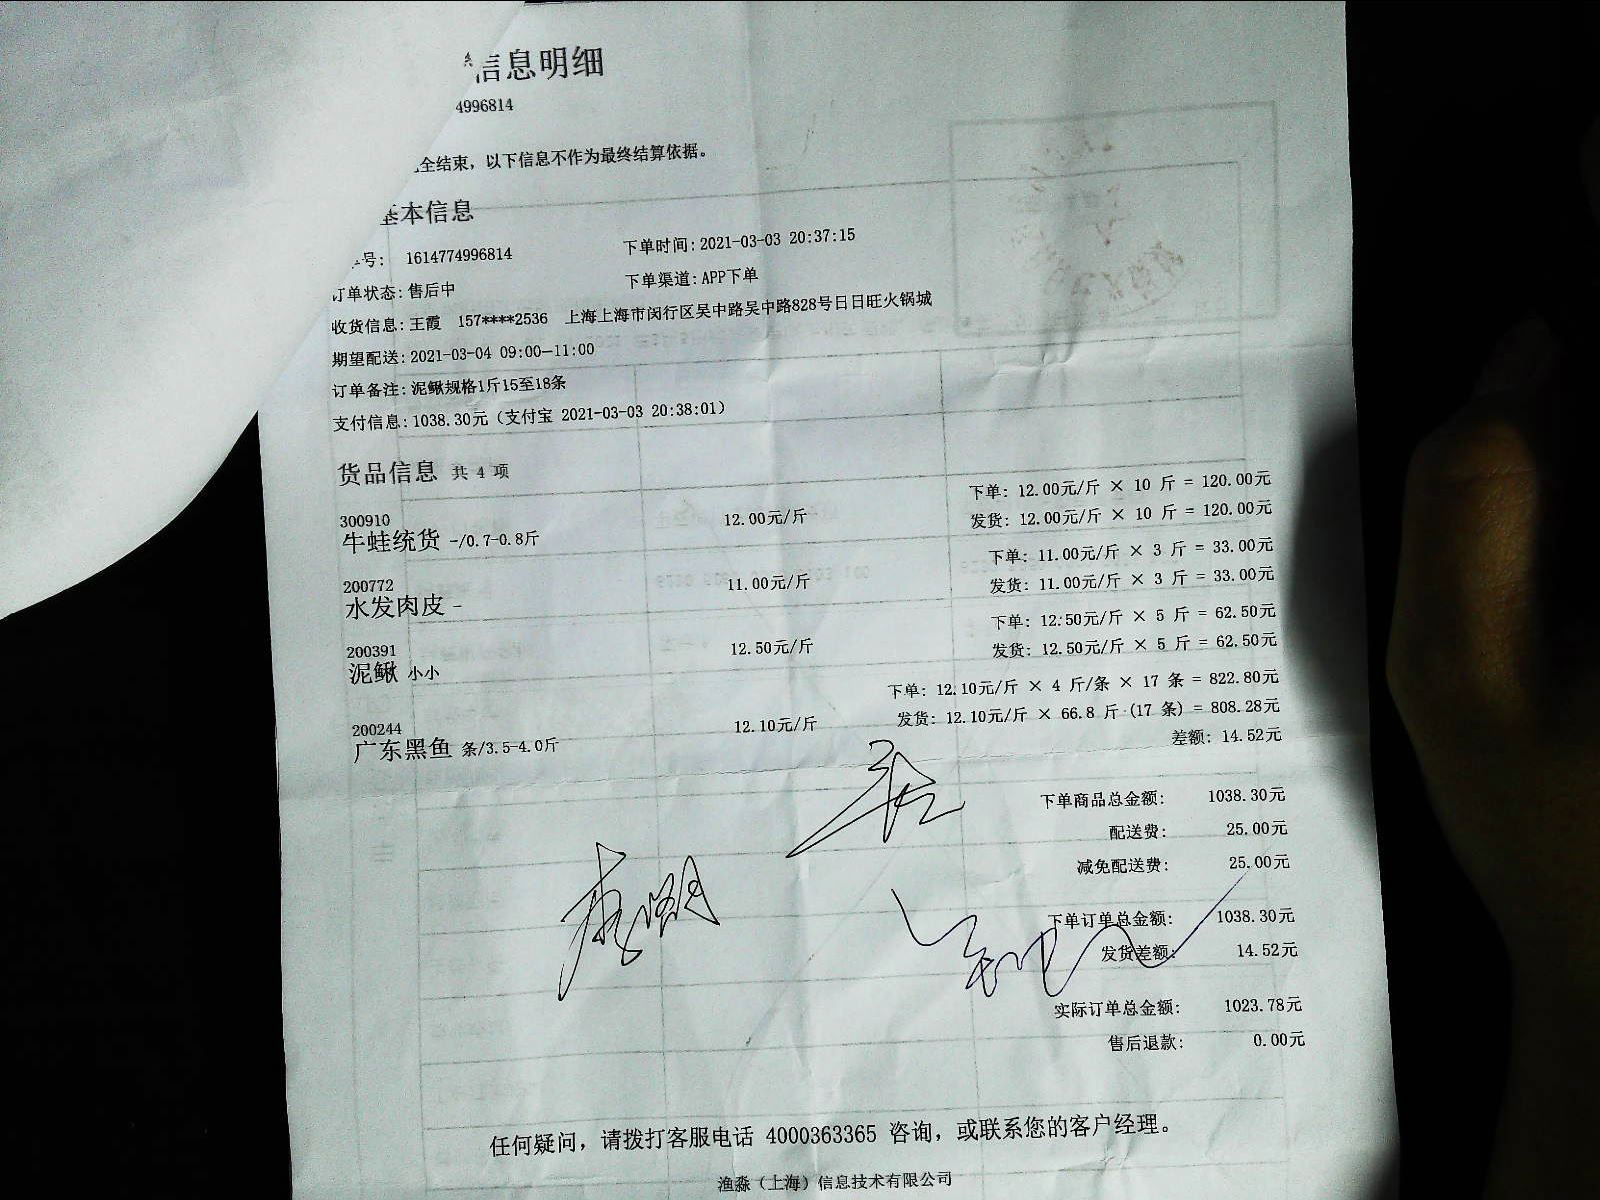 信息明细
4996814
全结束，以下信息不作为最终结算依据。
基本信息
号： 1614774996814 下单时间：2021-03-03 20:37:15
订单状态：售后中 下单渠道：APP下单
收货信息：王霞 157****2536 上海上海市闵行区吴中路吴中路828号日日旺火锅城
期望配送：2021-03-04 09:00—11:00
订单备注：泥鳅规格1斤15至18条
支付信息：1038.30元（支付宝 2021-03-03 20:38:01）
货品信息 共 4 项
300910
牛蛙统货 -/0.7-0.8斤 12.00元/斤
下单：12.00元/斤 × 10 斤 = 120.00元
发货：12.00元/斤 × 10 斤 = 120.00元
200772
水发肉皮 - 11.00元/斤
下单：11.00元/斤 × 3 斤 = 33.00元
发货：11.00元/斤 × 3 斤 = 33.00元
200391
泥鳅 小小 12.50元/斤
下单：12.50元/斤 × 5 斤 = 62.50元
发货：12.50元/斤 × 5 斤 = 62.50元
200244
广东黑鱼 条/3.5-4.0斤 12.10元/斤
下单：12.10元/斤 × 4 斤/条 × 17 条 = 822.80元
发货：12.10元/斤 × 66.8 斤 (17 条) = 808.28元
差额：14.52元
下单商品总金额： 1038.30元
配送费： 25.00元
减免配送费： 25.00元
下单订单总金额： 1038.30元
发货差额： 14.52元
实际订单总金额： 1023.78元
售后退款： 0.00元
任何疑问，请拨打客服电话 4000363365 咨询，或联系您的客户经理。
渔淼（上海）信息技术有限公司